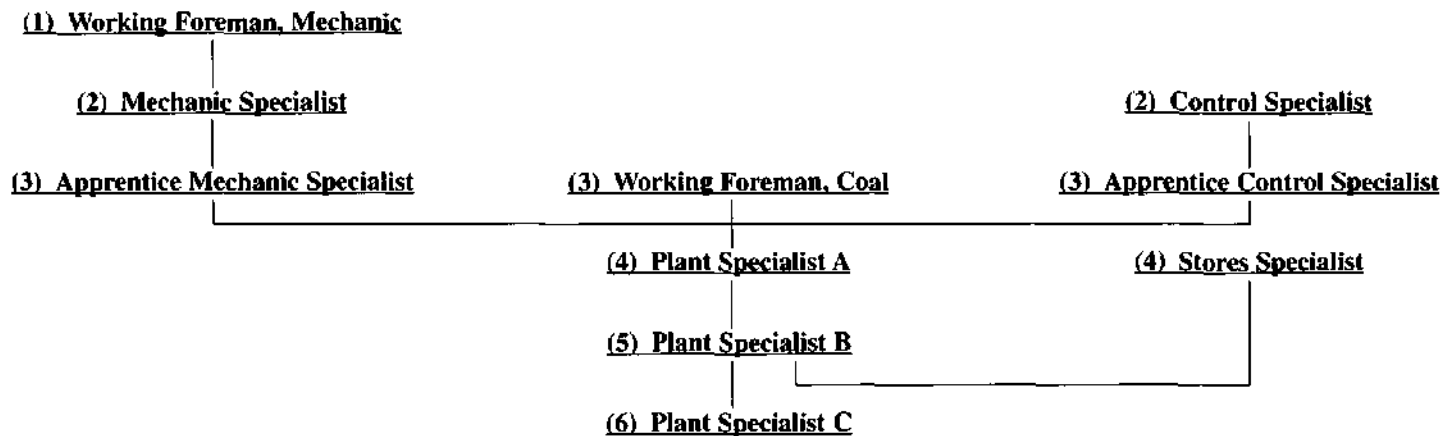 (1) Working Foreman, Mechanic
(2) Mechanic Specialist
(2) Control Specialist
(3) Apprentice Mechanic Specialist
(3) Working Foreman, Coal
(3) Apprentice Control Specialist
(4) Plant Specialist A
(4) Stores Specialist
(5) Plant Specialist B
(6) Plant Specialist C